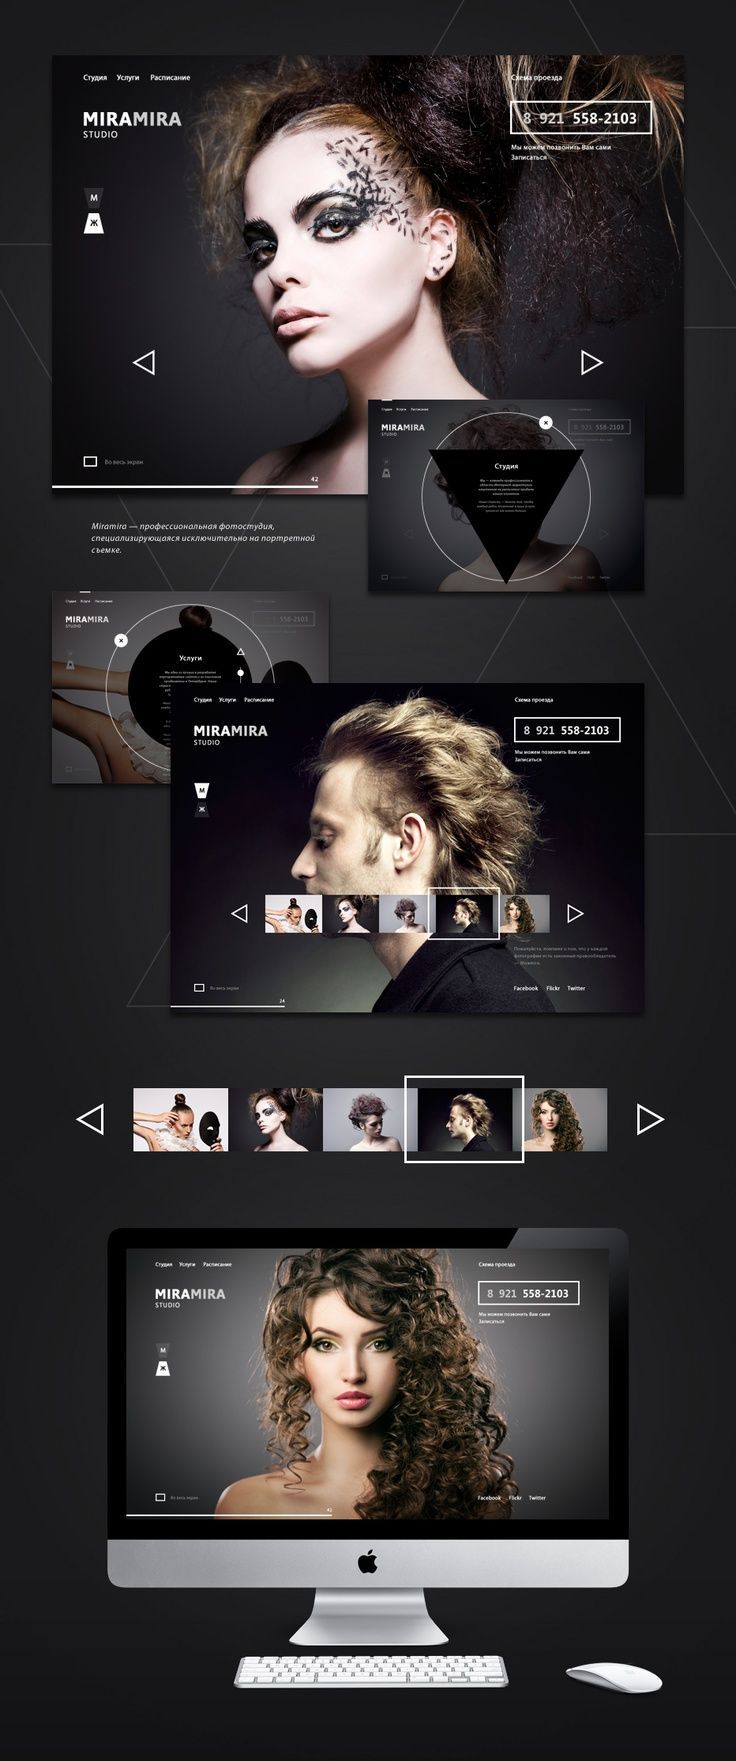 Студия Услуги Расписание
Схема проезда
MIRAMIRA
STUDIO
8 921 558-2103
Мы можем позвонить Вам сами
Записаться
М
Ж
Во весь экран
42
Студия Услуги Расписание
MIRAMIRA
STUDIO
8 921 558-2103
Студия
Facebook Flickr Twitter
Miramira — профессиональная фотостудия,
специализирующаяся исключительно на портретной
съемке.
Студия Услуги Расписание
MIRAMIRA
STUDIO
558-2103
Услуги
Студия Услуги Расписание
Схема проезда
MIRAMIRA
STUDIO
8 921 558-2103
Мы можем позвонить Вам сами
Записаться
М
Ж
Пожалуйста, помните о том, что у каждой
фотографии есть законный правообладатель
Во весь экран
Facebook Flickr Twitter
24
Студия Услуги Расписание
Схема проезда
MIRAMIRA
STUDIO
8 921 558-2103
Мы можем позвонить Вам сами
Записаться
М
Ж
Во весь экран
Facebook Flickr Twitter
42